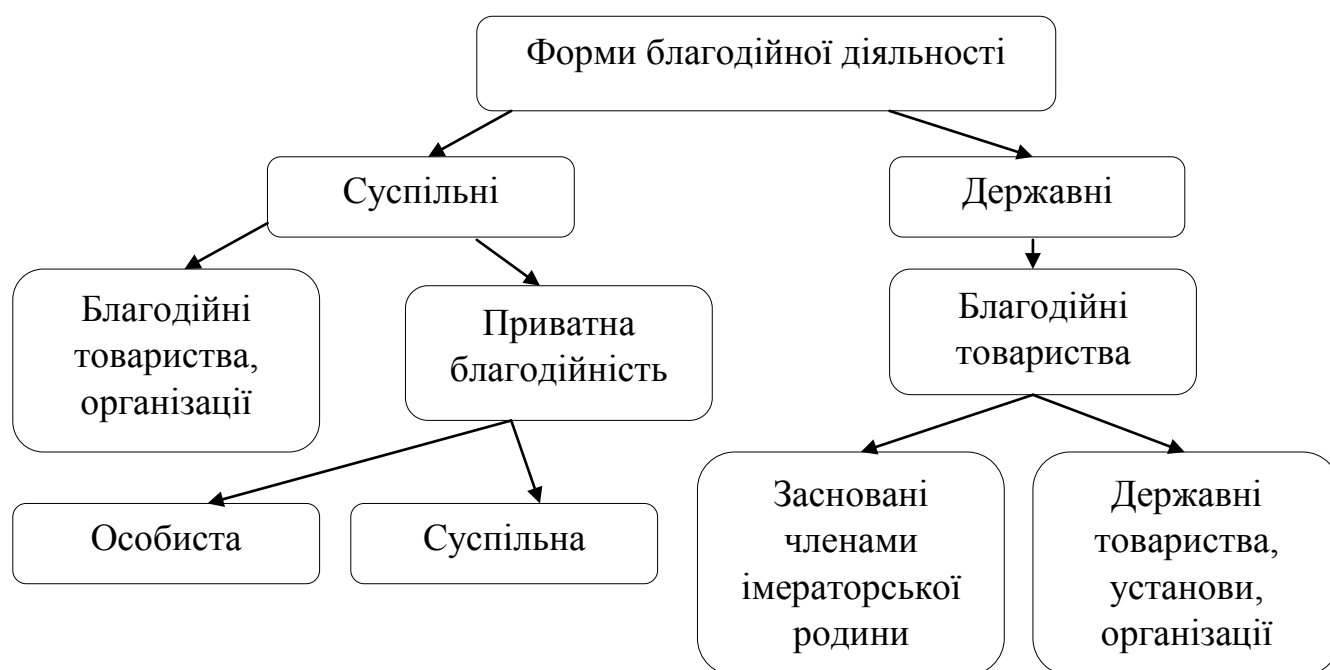 Форми благодійної діяльності
Суспільні
Державні
Благодійні
товариства,
організації
Приватна
благодійність
Благодійні
товариства
Особиста
Суспільна
Засновані
членами
імераторської
родини
Державні
товариства,
установи,
організації